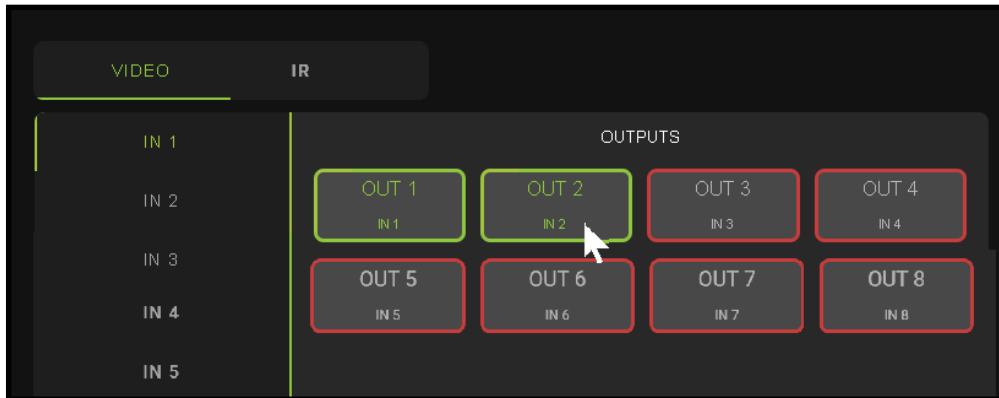 VIDEO IR
IN 1
IN 2
IN 3
IN 4
IN 5
OUTPUTS
OUT 1 OUT 2 OUT 3 OUT 4
IN 1 IN 2 IN 3 IN 4
OUT 5 OUT 6 OUT 7 OUT 8
IN 5 IN 6 IN 7 IN 8